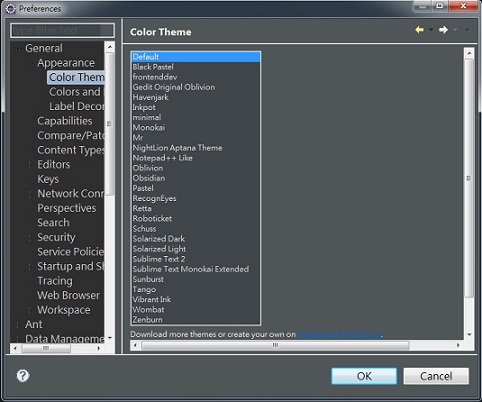 Preferences
type filter text
General
Appearance
Color Them
Colors and
Label Decor
Capabilities
Compare/Patc
Content Types
Editors
Keys
Network Conn
Perspectives
Search
Security
Service Policie
Startup and Sh
Tracing
Web Browser
Workspace
Ant
Data Manageme
Color Theme
Default
Black Pastel
frontenddev
Gedit Original Oblivion
Havenjark
Inkpot
minimal
Monokai
Mr
NightLion Aptana Theme
Notepad++ Like
Oblivion
Obsidian
Pastel
RecognEyes
Retta
Roboticket
Schuss
Solarized Dark
Solarized Light
Sublime Text 2
Sublime Text Monokai Extended
Sunburst
Tango
Vibrant Ink
Wombat
Zenburn
Download more themes or create your own on
OK
Cancel